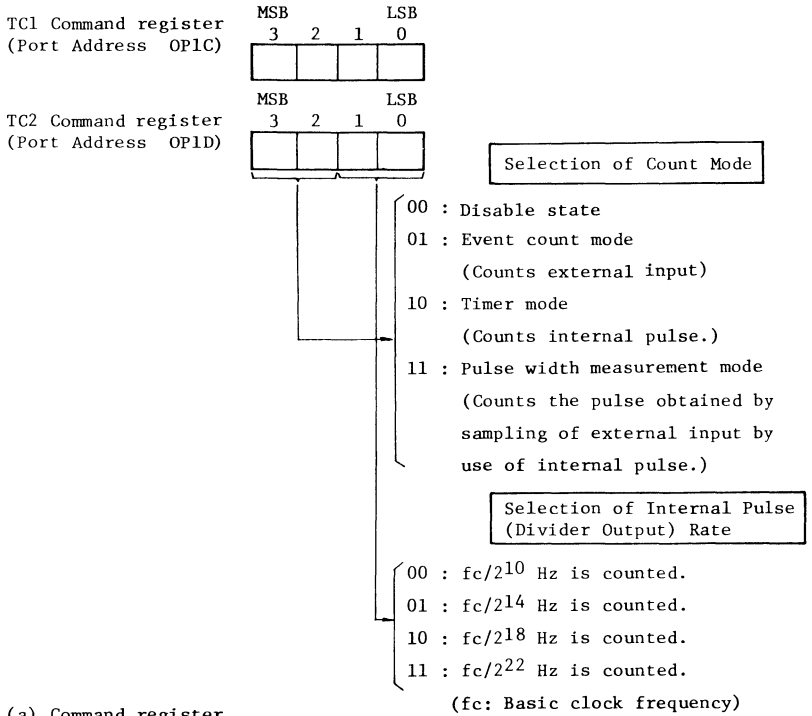 TC1 Command register
(Port Address OP1C)
MSB LSB
3 2 1 0
TC2 Command register
(Port Address OP1D)
MSB LSB
3 2 1 0
Selection of Count Mode
00 : Disable state
01 : Event count mode
(Counts external input)
10 : Timer mode
(Counts internal pulse.)
11 : Pulse width measurement mode
(Counts the pulse obtained by
sampling of external input by
use of internal pulse.)
Selection of Internal Pulse
(Divider Output) Rate
00 : fc/2^10 Hz is counted.
01 : fc/2^14 Hz is counted.
10 : fc/2^18 Hz is counted.
11 : fc/2^22 Hz is counted.
(fc: Basic clock frequency)
(a) Command register